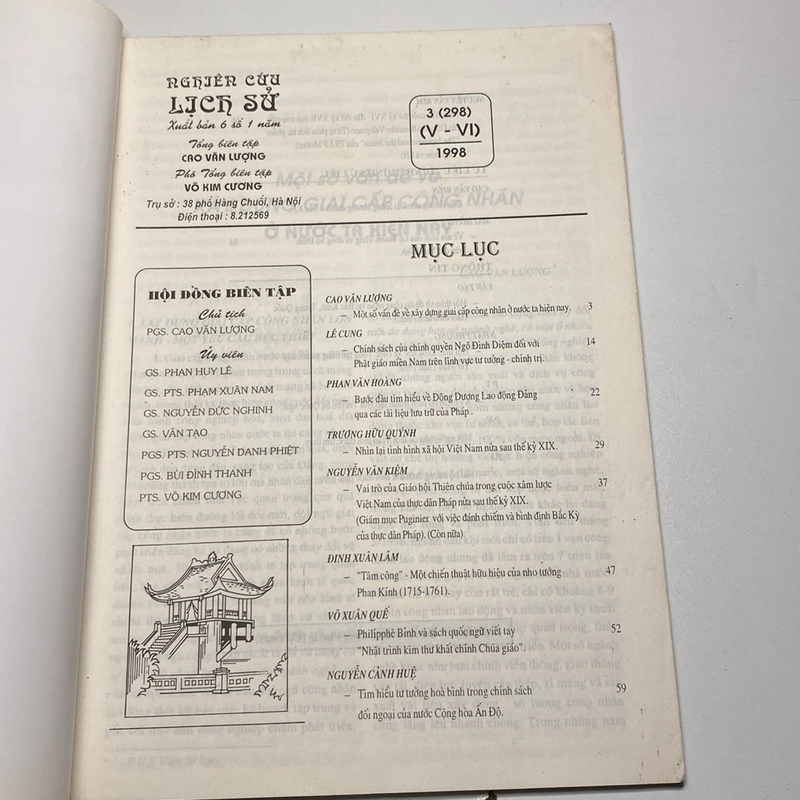 NGHIÊN CỨU
LỊCH SỬ
Xuất bản 6 số 1 năm
Tổng biên tập
CAO VĂN LƯỢNG
Phó Tổng biên tập
VÕ KIM CƯƠNG
Trụ sở : 38 phố Hàng Chuối, Hà Nội
Điện thoại : 8.212569
3 (298)
(V - VI)
1998
HỘI ĐỒNG BIÊN TẬP
Chủ tịch
PGS. CAO VĂN LƯỢNG
Ủy viên
GS. PHAN HUY LÊ
GS. PTS. PHẠM XUÂN NAM
GS. NGUYỄN ĐỨC NGHINH
GS. VĂN TẠO
PGS. PTS. NGUYỄN DANH PHIỆT
PGS. BÙI ĐÌNH THANH
PTS. VÕ KIM CƯƠNG
MỤC LỤC
CAO VĂN LƯỢNG
– Một số vấn đề về xây dựng giai cấp công nhân ở nước ta hiện nay. 3
LÊ CUNG
– Chính sách của chính quyền Ngô Đình Diệm đối với 14
Phật giáo miền Nam trên lĩnh vực tư tưởng - chính trị.
PHAN VĂN HOÀNG
– Bước đầu tìm hiểu về Đông Dương Lao động Đảng 22
qua các tài liệu lưu trữ của Pháp .
TRƯƠNG HỮU QUÝNH
– Nhìn lại tình hình xã hội Việt Nam nửa sau thế kỷ XIX. 29
NGUYỄN VĂN KIỆM
– Vai trò của Giáo hội Thiên chúa trong cuộc xâm lược 37
Việt Nam của thực dân Pháp nửa sau thế kỷ XIX.
(Giám mục Puginier với việc đánh chiếm và bình định Bắc Kỳ
của thực dân Pháp). (Còn nữa)
ĐINH XUÂN LÂM
– "Tâm công" - Một chiến thuật hữu hiệu của nho tướng 47
Phan Kính (1715-1761).
VÕ XUÂN QUẾ
– Philipphê Bỉnh và sách quốc ngữ viết tay 52
"Nhật trình kim thư khất chính Chúa giáo".
NGUYỄN CẢNH HUỆ
– Tìm hiểu tư tưởng hoà bình trong chính sách 59
đối ngoại của nước Cộng hòa Ấn Độ.